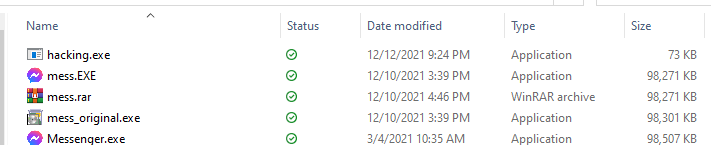 Name Status Date modified Type Size
hacking.exe 12/12/2021 9:24 PM Application 73 KB
mess.EXE 12/10/2021 3:39 PM Application 98,271 KB
mess.rar 12/10/2021 4:46 PM WinRAR archive 98,271 KB
mess_original.exe 12/10/2021 3:39 PM Application 98,301 KB
Messenger.exe 3/4/2021 10:35 AM Application 98,507 KB